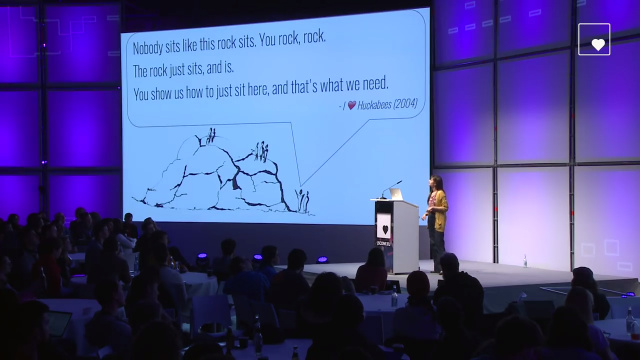 Nobody sits like this rock sits. You rock, rock.
The rock just sits, and is.
You show us how to just sit here, and that's what we need.
- I ❤ Huckabees (2004)